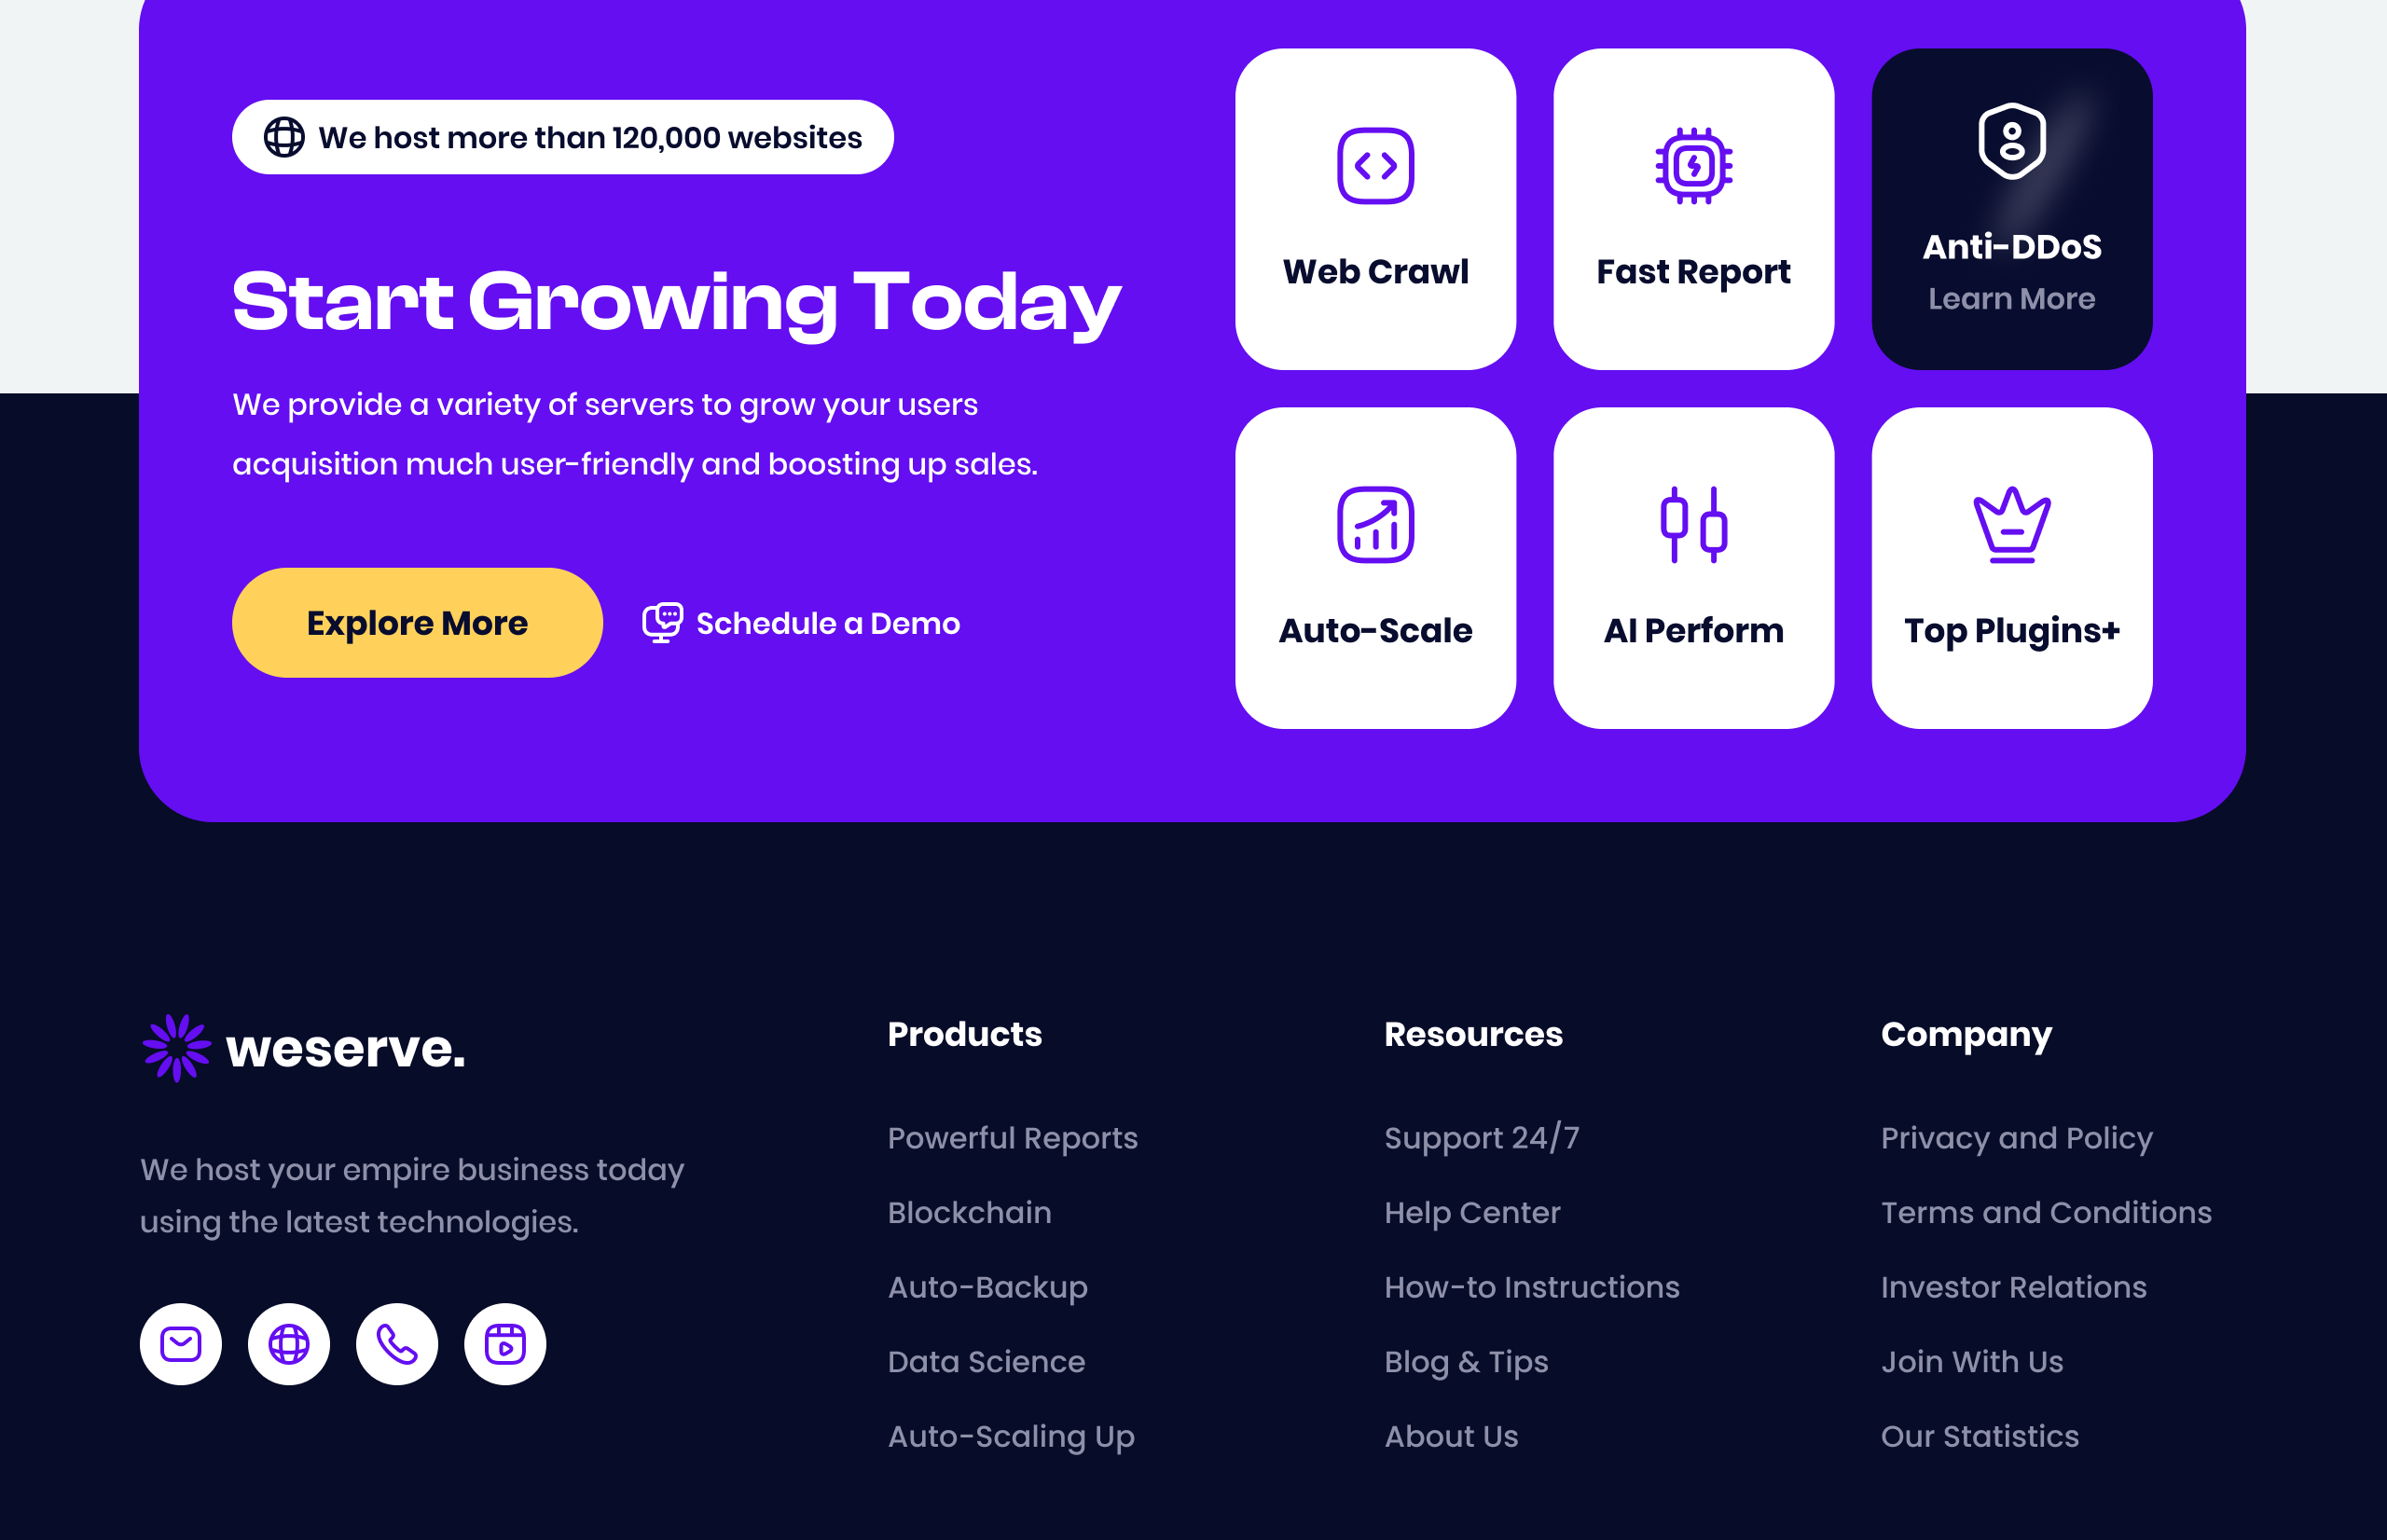 We host more than 120,000 websites
Start Growing Today
We provide a variety of servers to grow your users
acquisition much user-friendly and boosting up sales.
Explore More
Schedule a Demo
Web Crawl
Fast Report
Anti-DDoS
Learn More
Auto-Scale
AI Perform
Top Plugins+
weserve.
We host your empire business today
using the latest technologies.
Products
Powerful Reports
Blockchain
Auto-Backup
Data Science
Auto-Scaling Up
Resources
Support 24/7
Help Center
How-to Instructions
Blog & Tips
About Us
Company
Privacy and Policy
Terms and Conditions
Investor Relations
Join With Us
Our Statistics